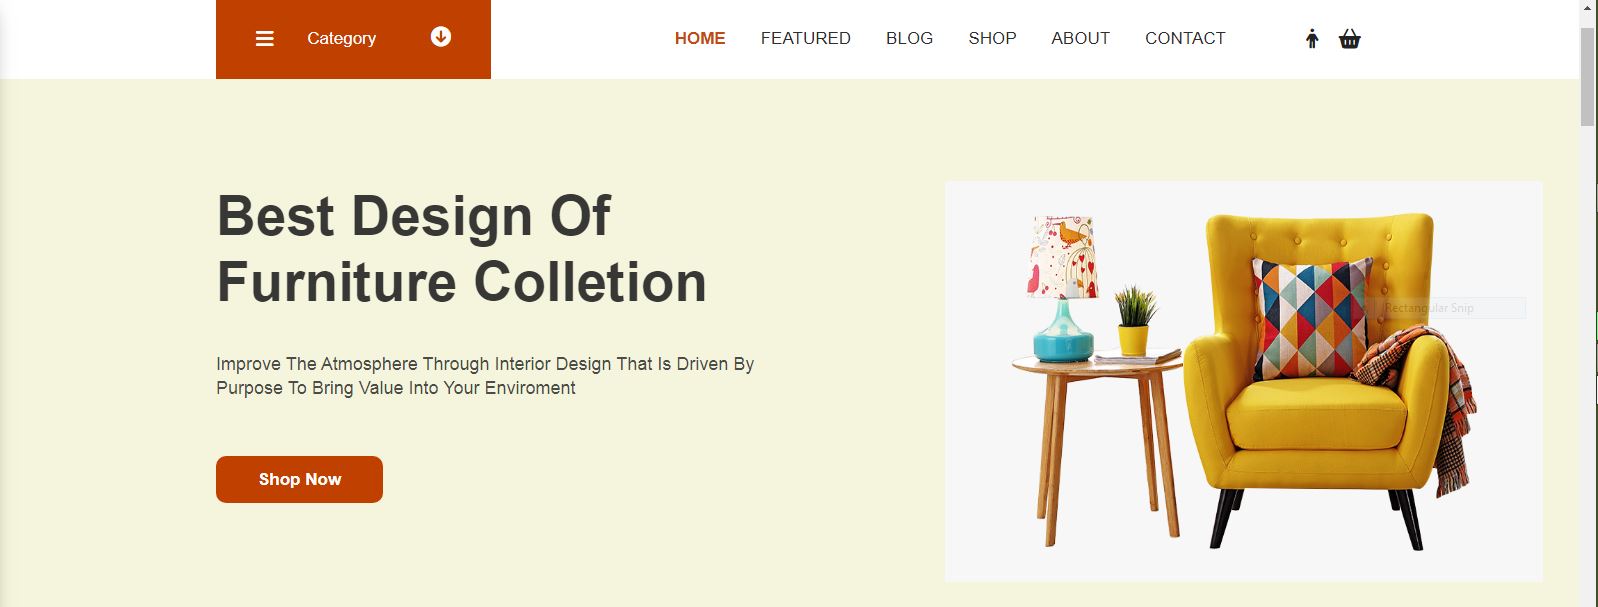 Category
HOME FEATURED BLOG SHOP ABOUT CONTACT
Best Design Of
Furniture Colletion
Improve The Atmosphere Through Interior Design That Is Driven By
Purpose To Bring Value Into Your Enviroment
Shop Now
Rectangular Snip